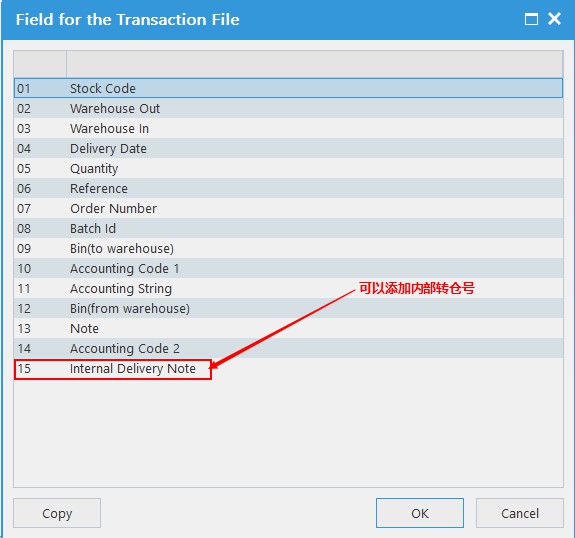 Field for the Transaction File
01 Stock Code
02 Warehouse Out
03 Warehouse In
04 Delivery Date
05 Quantity
06 Reference
07 Order Number
08 Batch Id
09 Bin(to warehouse)
10 Accounting Code 1
11 Accounting String
可以添加内部转仓号
12 Bin(from warehouse)
13 Note
14 Accounting Code 2
15 Internal Delivery Note
Copy
OK
Cancel